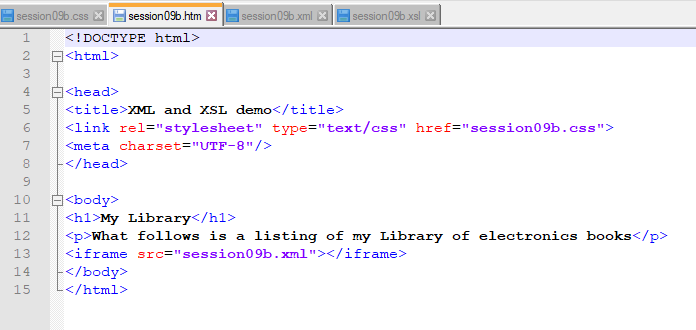 session09b.css session09b.htm session09b.xml session09b.xsl
1 <!DOCTYPE html>
2 <html>
3
4 <head>
5 <title>XML and XSL demo</title>
6 <link rel="stylesheet" type="text/css" href="session09b.css">
7 <meta charset="UTF-8"/>
8 </head>
9
10 <body>
11 <h1>My Library</h1>
12 <p>What follows is a listing of my Library of electronics books</p>
13 <iframe src="session09b.xml"></iframe>
14 </body>
15 </html>